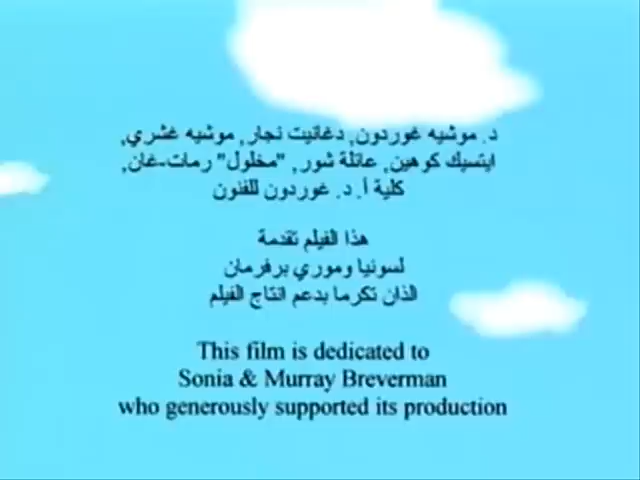 د. موشيه غوردون, دغانيت نجار, موشيه غشري,
ايتسيك كوهين, عائلة شور, "مخلول" رمات-غان,
كلية أ. د. غوردون للفنون
هذا الفيلم تقدمة
لسونيا وموري برفرمان
الذان تكرما بدعم انتاج الفيلم
This film is dedicated to
Sonia & Murray Breverman
who generously supported its production